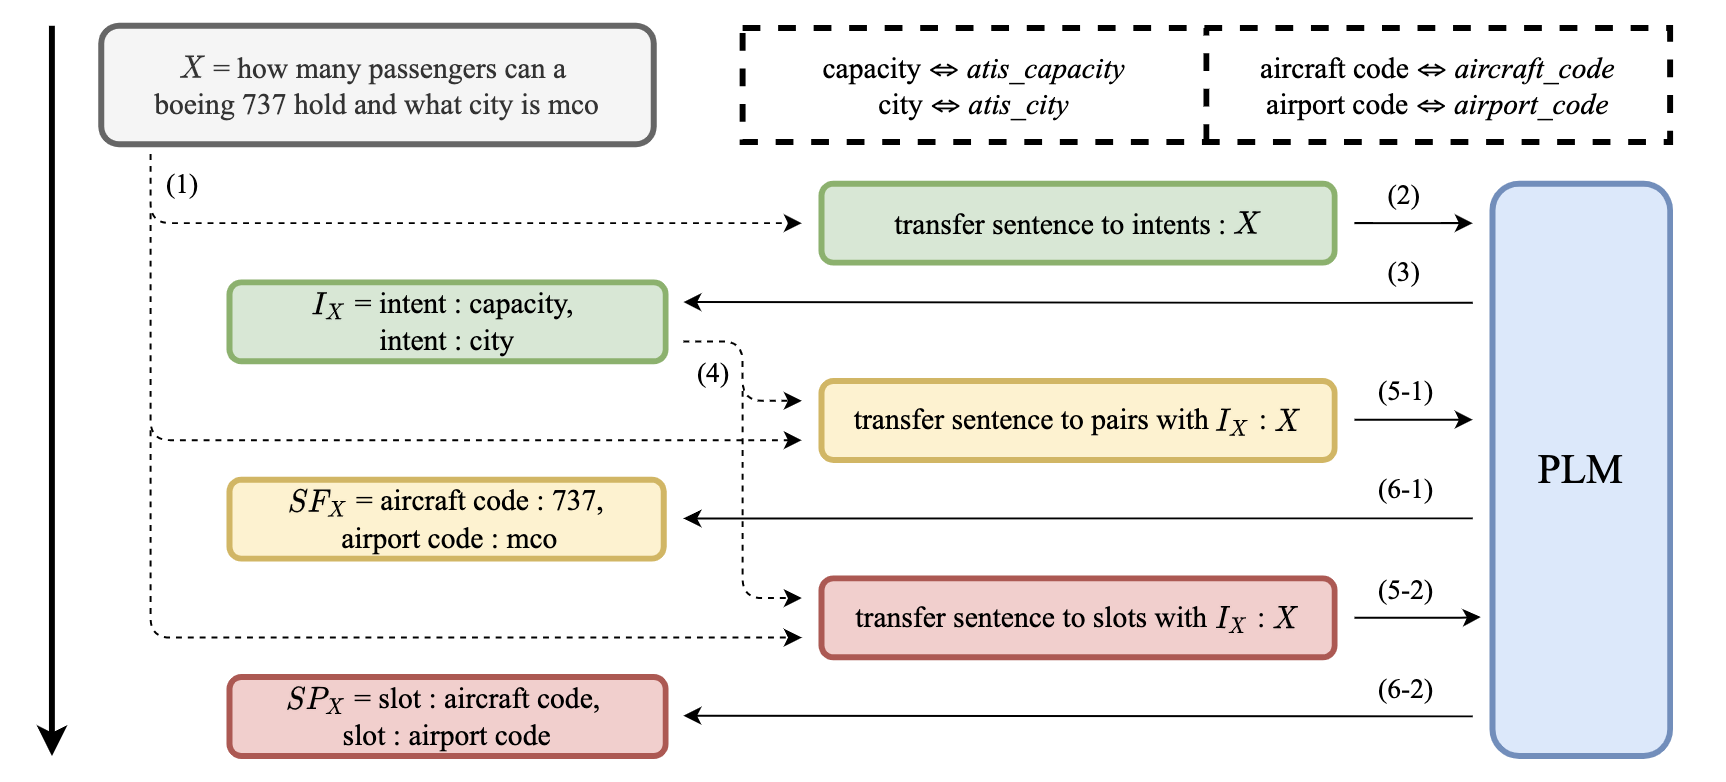 X = how many passengers can a
boeing 737 hold and what city is mco
capacity ⇔ atis_capacity
city ⇔ atis_city
aircraft code ⇔ aircraft_code
airport code ⇔ airport_code
(1)
transfer sentence to intents : X
(2)
(3)
I_X = intent : capacity,
intent : city
(4)
transfer sentence to pairs with I_X : X
(5-1)
PLM
(6-1)
SF_X = aircraft code : 737,
airport code : mco
transfer sentence to slots with I_X : X
(5-2)
(6-2)
SP_X = slot : aircraft code,
slot : airport code